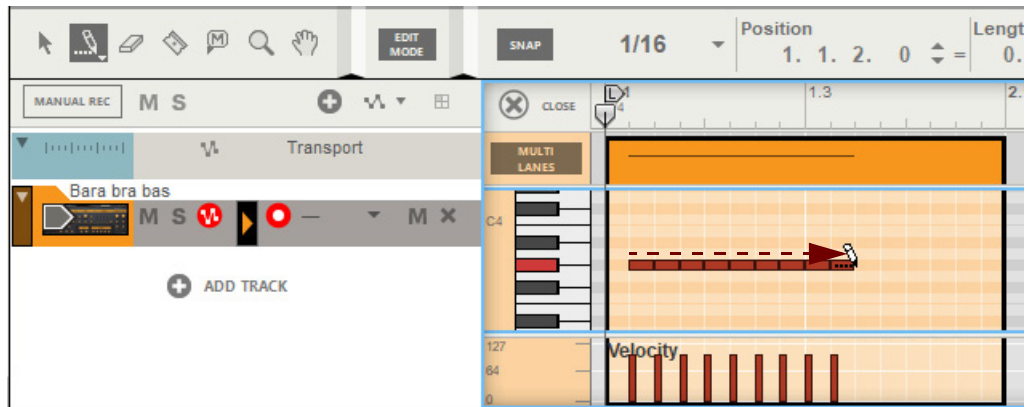 EDIT
MODE
SNAP
1/16
Position
1. 1. 2. 0
=
Lengt
0.
MANUAL REC
M S
CLOSE
L
1.3
2.
Transport
MULTI
LANES
Bara bra bas
M S
M
C4
ADD TRACK
127
64
0
Velocity